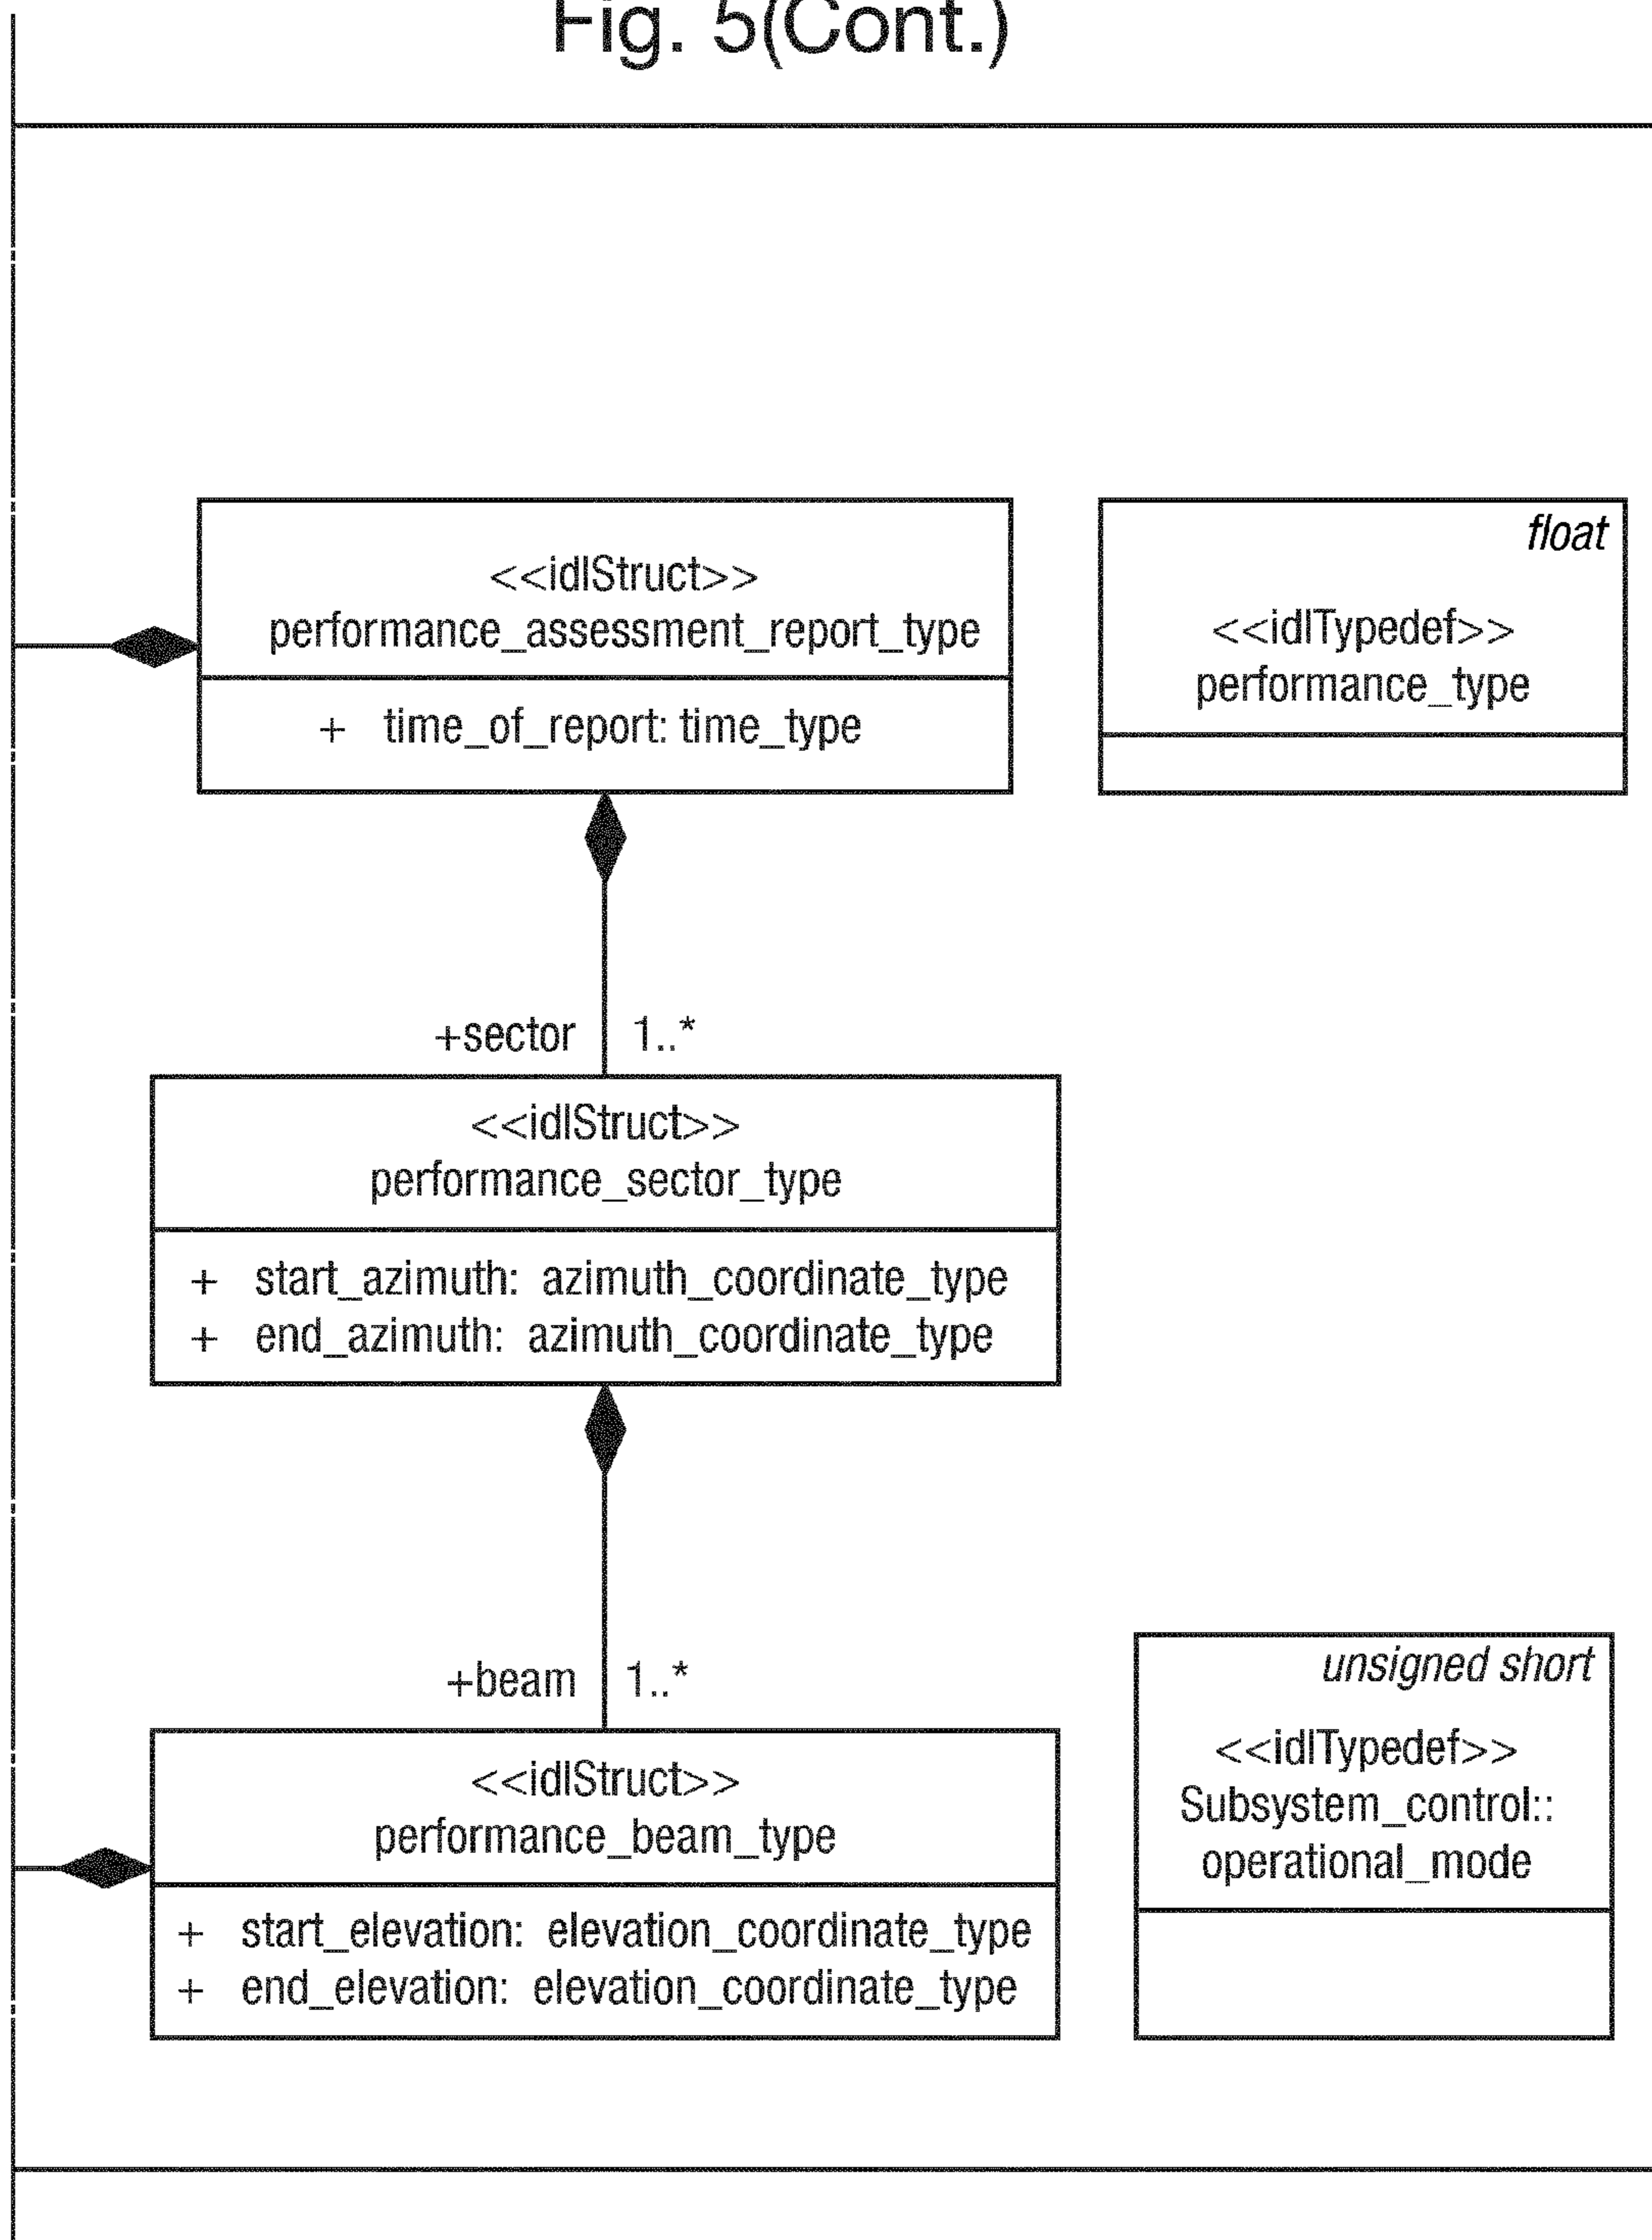 Fig. 5(Cont.)
<<idlStruct>>
performance_assessment_report_type
+ time_of_report: time_type
float
<<idlTypedef>>
performance_type
+sector 1..*
<<idlStruct>>
performance_sector_type
+ start_azimuth: azimuth_coordinate_type
+ end_azimuth: azimuth_coordinate_type
+beam 1..*
<<idlStruct>>
performance_beam_type
+ start_elevation: elevation_coordinate_type
+ end_elevation: elevation_coordinate_type
unsigned short
<<idlTypedef>>
Subsystem_control::
operational_mode